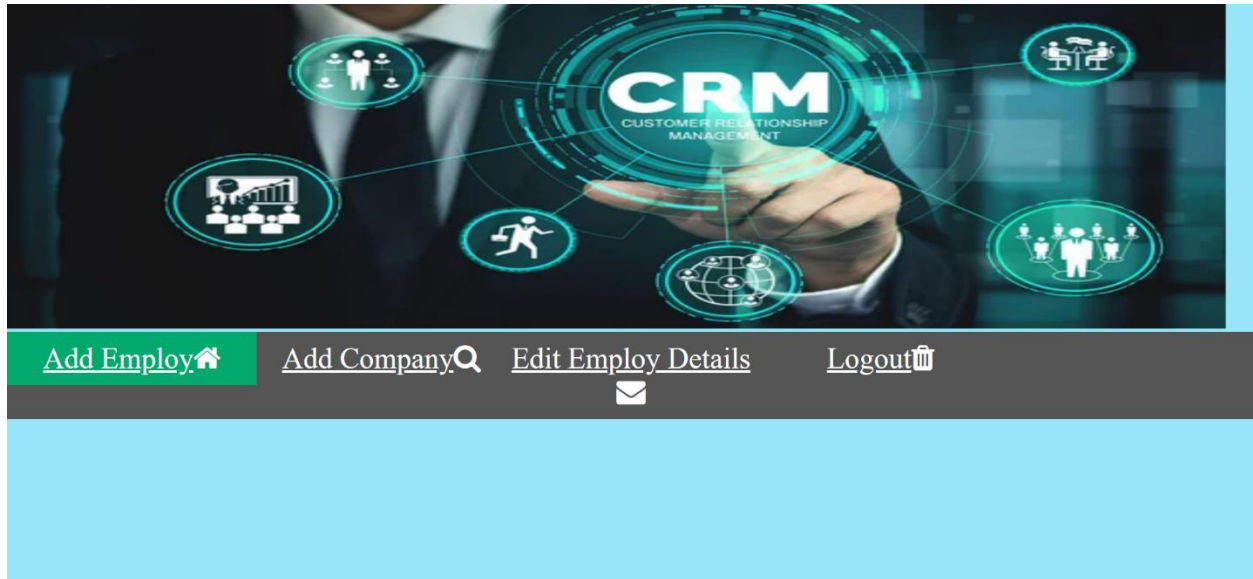 CRM
CUSTOMER RELATIONSHIP
MANAGEMENT
Add Employ
Add Company
Edit Employ Details
Logout